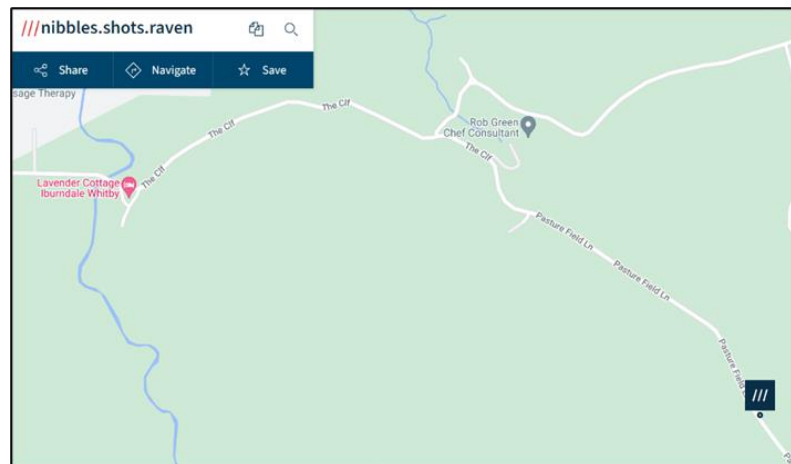 ///nibbles.shots.raven
Share
Navigate
Save
sage Therapy
The Clf
Rob Green
Chef Consultant
The Clf
The Clf
Lavender Cottage
Iburndale Whitby
The Clf
Pasture Field Ln
Pasture Field Ln
Pasture Field L
///